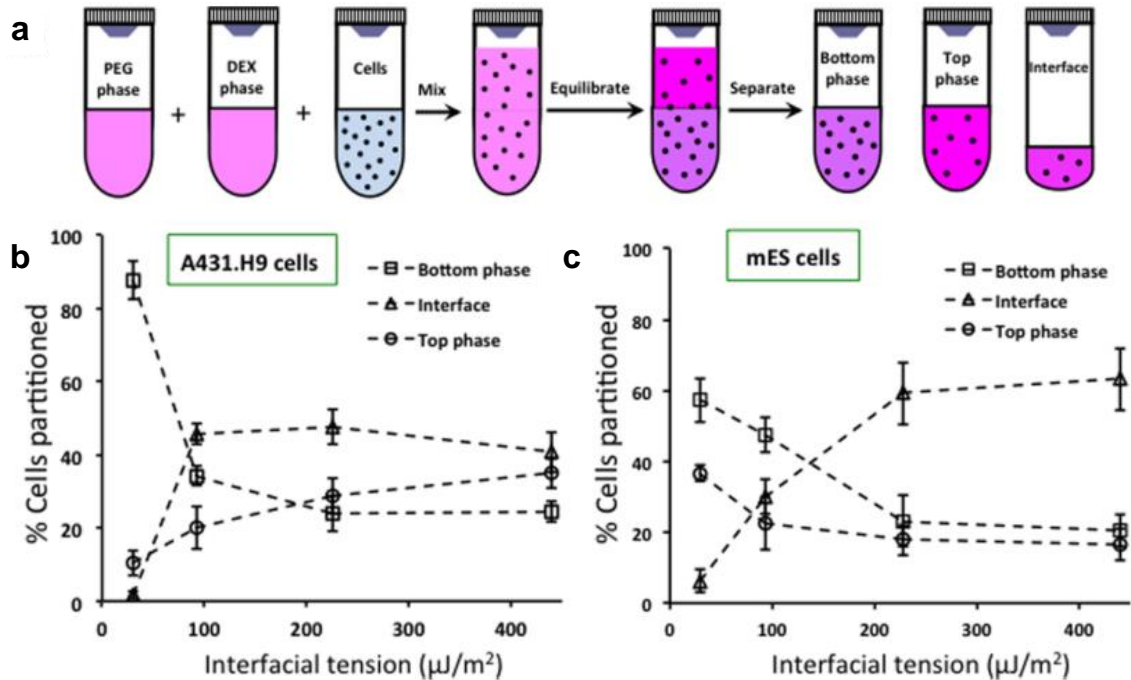 a
PEG
phase
+
DEX
phase
+
Cells
Mix
Equilibrate
Separate
Bottom
phase
Top
phase
Interface
b
A431.H9 cells
Bottom phase
Interface
Top phase
% Cells partitioned
100
80
60
40
20
0
0 100 200 300 400
Interfacial tension (µJ/m²)
c
mES cells
Bottom phase
Interface
Top phase
% Cells partitioned
100
80
60
40
20
0
0 100 200 300 400
Interfacial tension (µJ/m²)